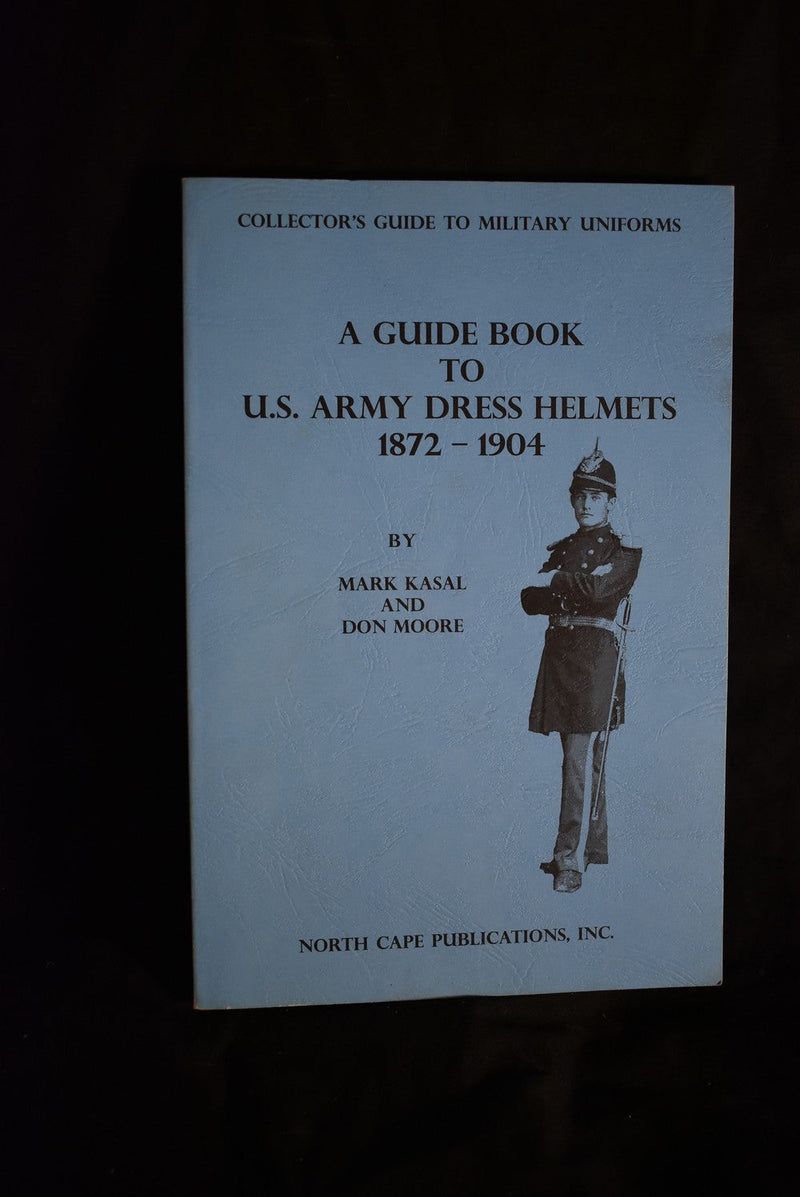 COLLECTOR'S GUIDE TO MILITARY UNIFORMS
A GUIDE BOOK
TO
U.S. ARMY DRESS HELMETS
1872 – 1904
BY
MARK KASAL
AND
DON MOORE
NORTH CAPE PUBLICATIONS, INC.